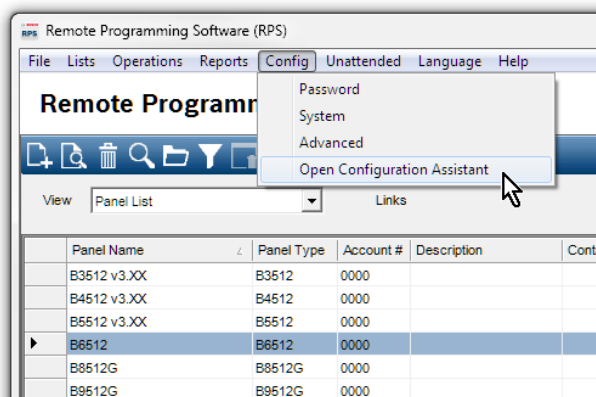 RPS Remote Programming Software (RPS)
File Lists Operations Reports Config Unattended Language Help
Password
Remote Programm
System
Advanced
Open Configuration Assistant
View Panel List Links
Panel Name Panel Type Account # Description Cont
B3512 v3.XX B3512 0000
B4512 v3.XX B4512 0000
B5512 v3.XX B5512 0000
B6512 B6512 0000
B8512G B8512G 0000
B9512G B9512G 0000